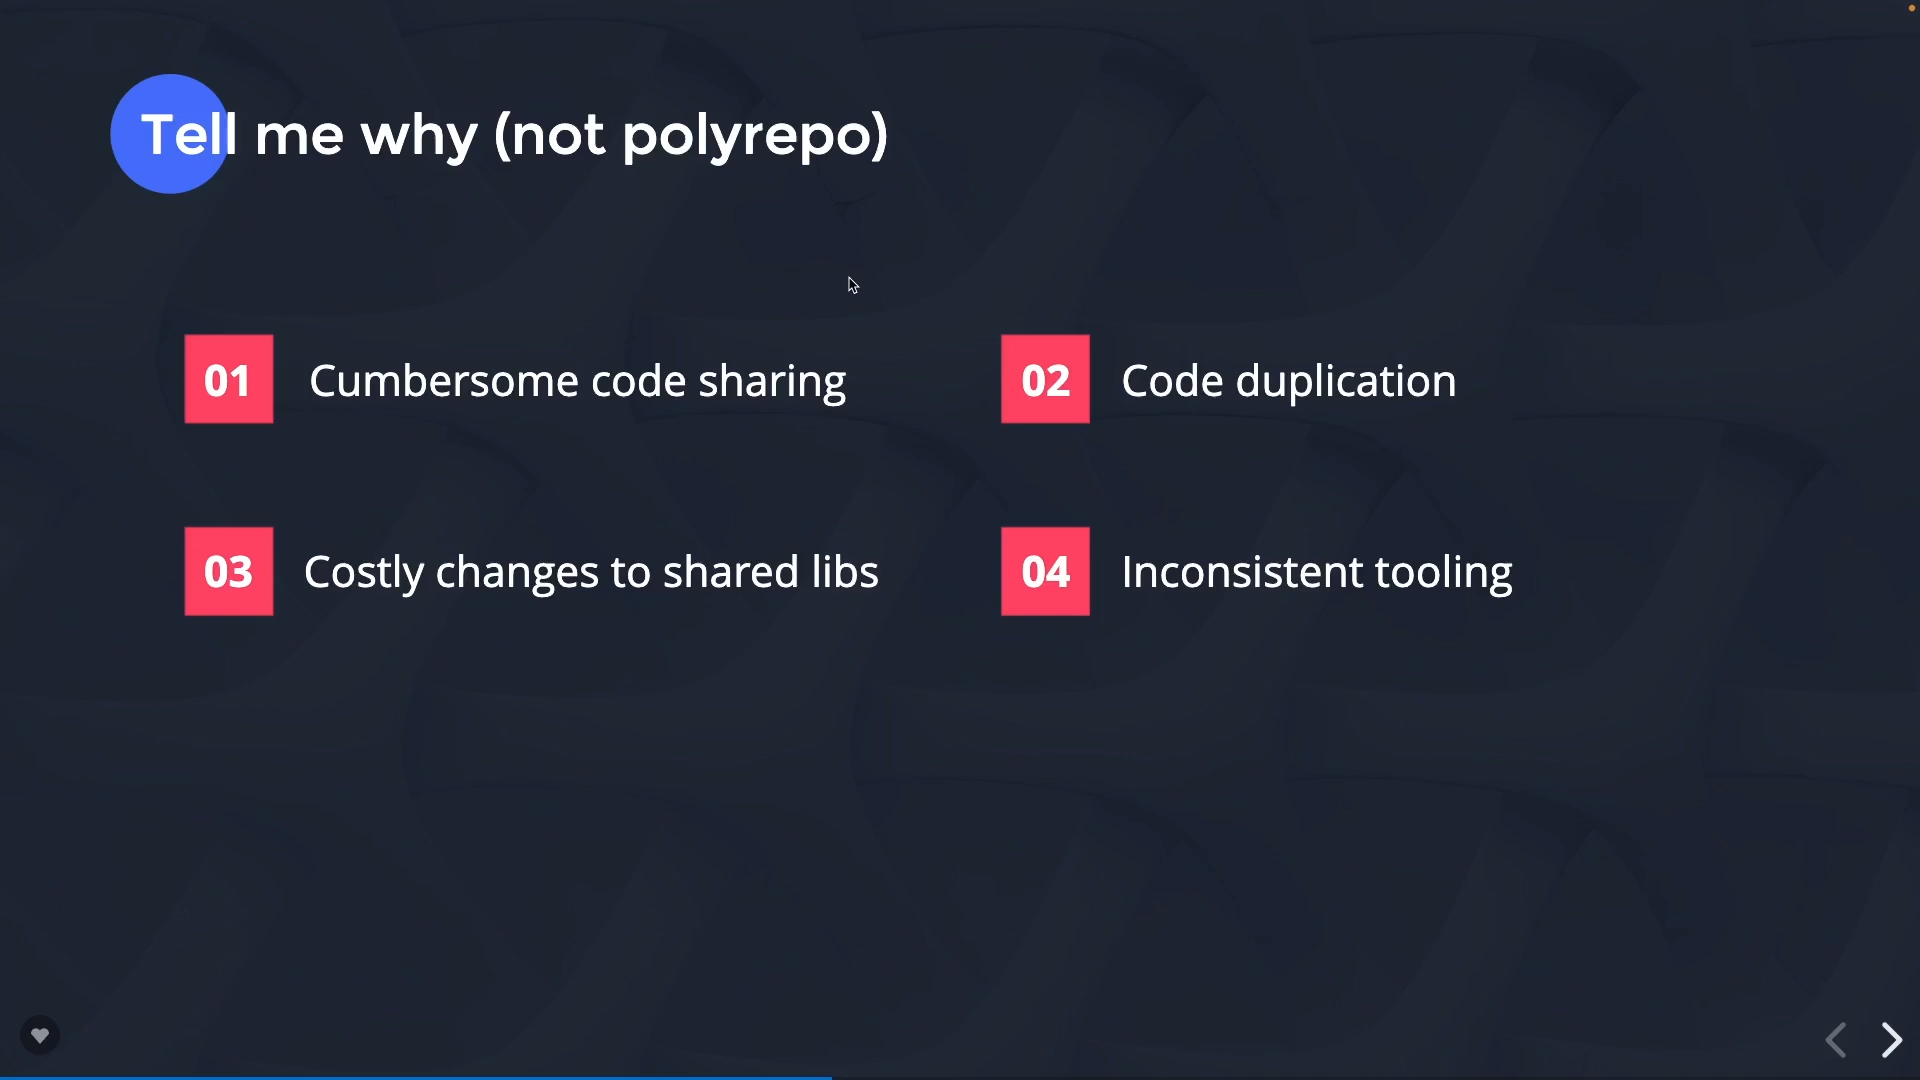 Tell me why (not polyrepo)
01 Cumbersome code sharing
02 Code duplication
03 Costly changes to shared libs
04 Inconsistent tooling